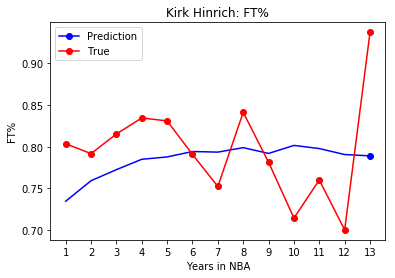 Kirk Hinrich: FT%
Prediction
True
FT%
0.90
0.85
0.80
0.75
0.70
1 2 3 4 5 6 7 8 9 10 11 12 13
Years in NBA